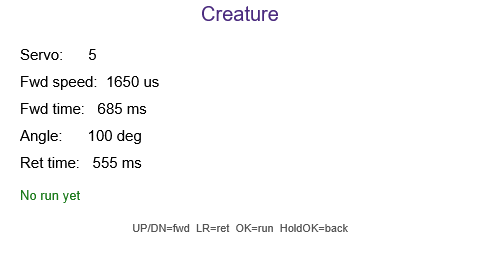 Creature
Servo: 5
Fwd speed: 1650 us
Fwd time: 685 ms
Angle: 100 deg
Ret time: 555 ms
No run yet
UP/DN=fwd LR=ret OK=run HoldOK=back